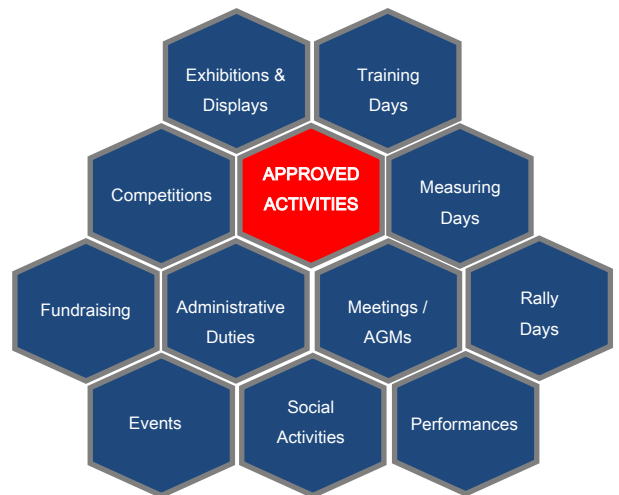 Exhibitions &
Displays
Training
Days
Competitions
APPROVED
ACTIVITIES
Measuring
Days
Fundraising
Administrative
Duties
Meetings /
AGMs
Rally
Days
Events
Social
Activities
Performances